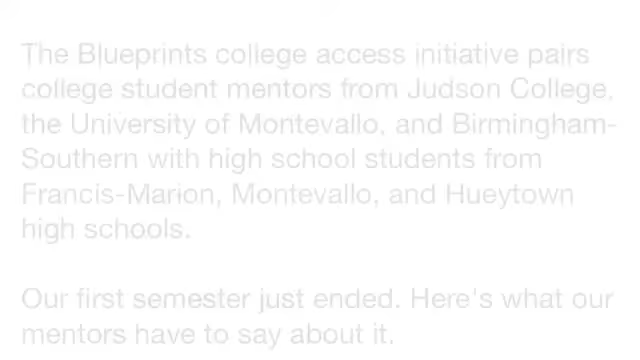 The Blueprints college access initiative pairs
college student mentors from Judson College,
the University of Montevallo, and Birmingham-
Southern with high school students from
Francis-Marion, Montevallo, and Hueytown
high schools.
Our first semester just ended. Here's what our
mentors have to say about it.